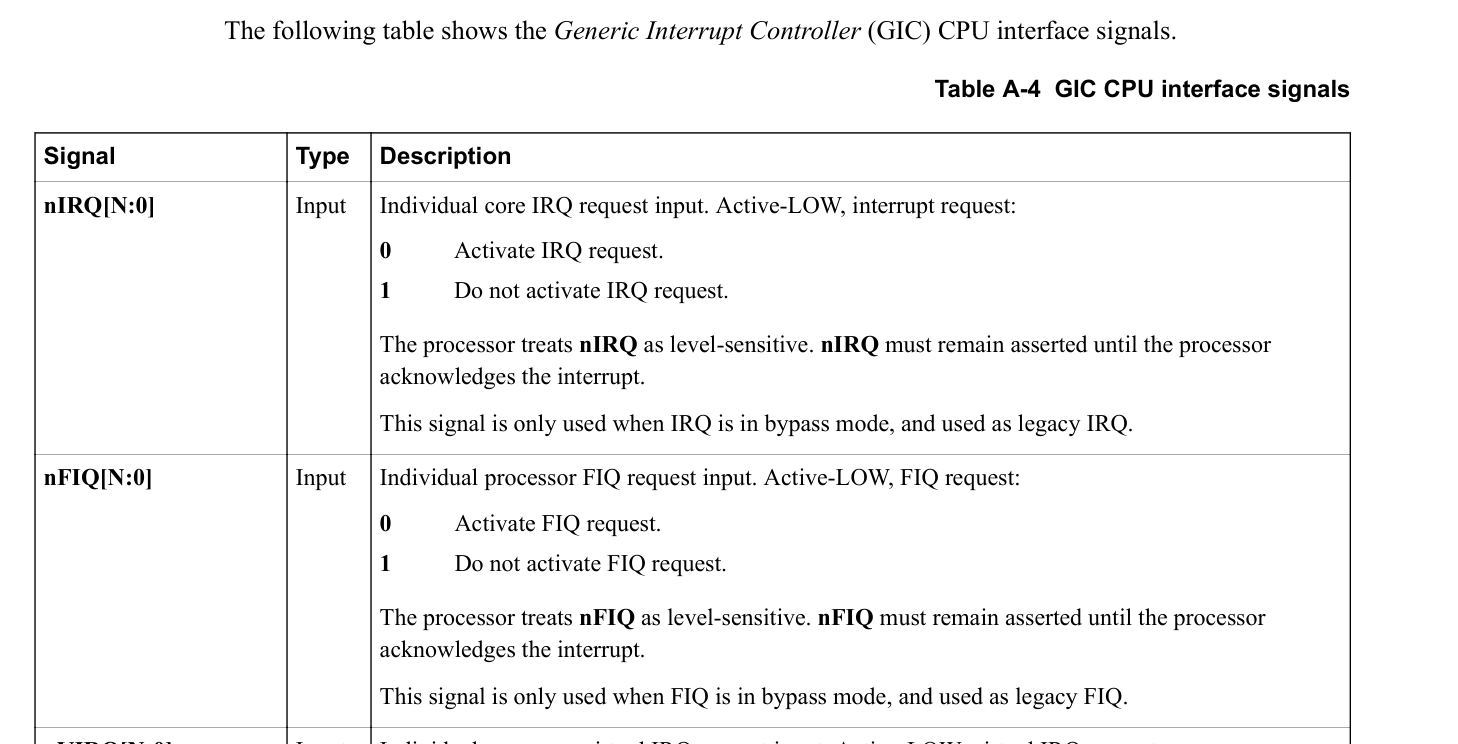 The following table shows the Generic Interrupt Controller (GIC) CPU interface signals.
Table A-4 GIC CPU interface signals
Signal Type Description
nIRQ[N:0] Input Individual core IRQ request input. Active-LOW, interrupt request:
0 Activate IRQ request.
1 Do not activate IRQ request.
The processor treats nIRQ as level-sensitive. nIRQ must remain asserted until the processor
acknowledges the interrupt.
This signal is only used when IRQ is in bypass mode, and used as legacy IRQ.
nFIQ[N:0] Input Individual processor FIQ request input. Active-LOW, FIQ request:
0 Activate FIQ request.
1 Do not activate FIQ request.
The processor treats nFIQ as level-sensitive. nFIQ must remain asserted until the processor
acknowledges the interrupt.
This signal is only used when FIQ is in bypass mode, and used as legacy FIQ.